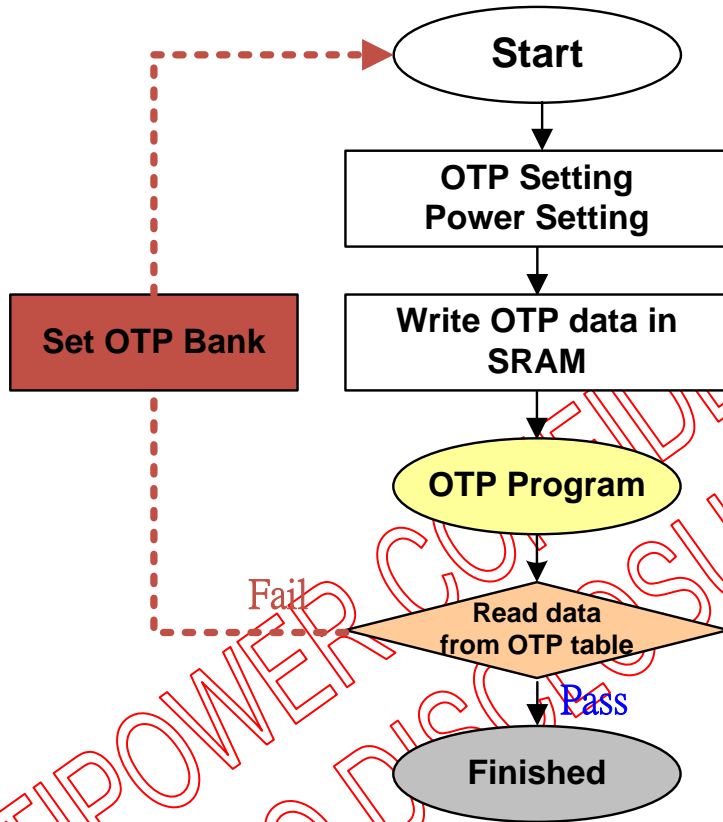 Start
OTP Setting
Power Setting
Set OTP Bank
Write OTP data in
SRAM
OTP Program
Fail
Read data
from OTP table
Pass
Finished